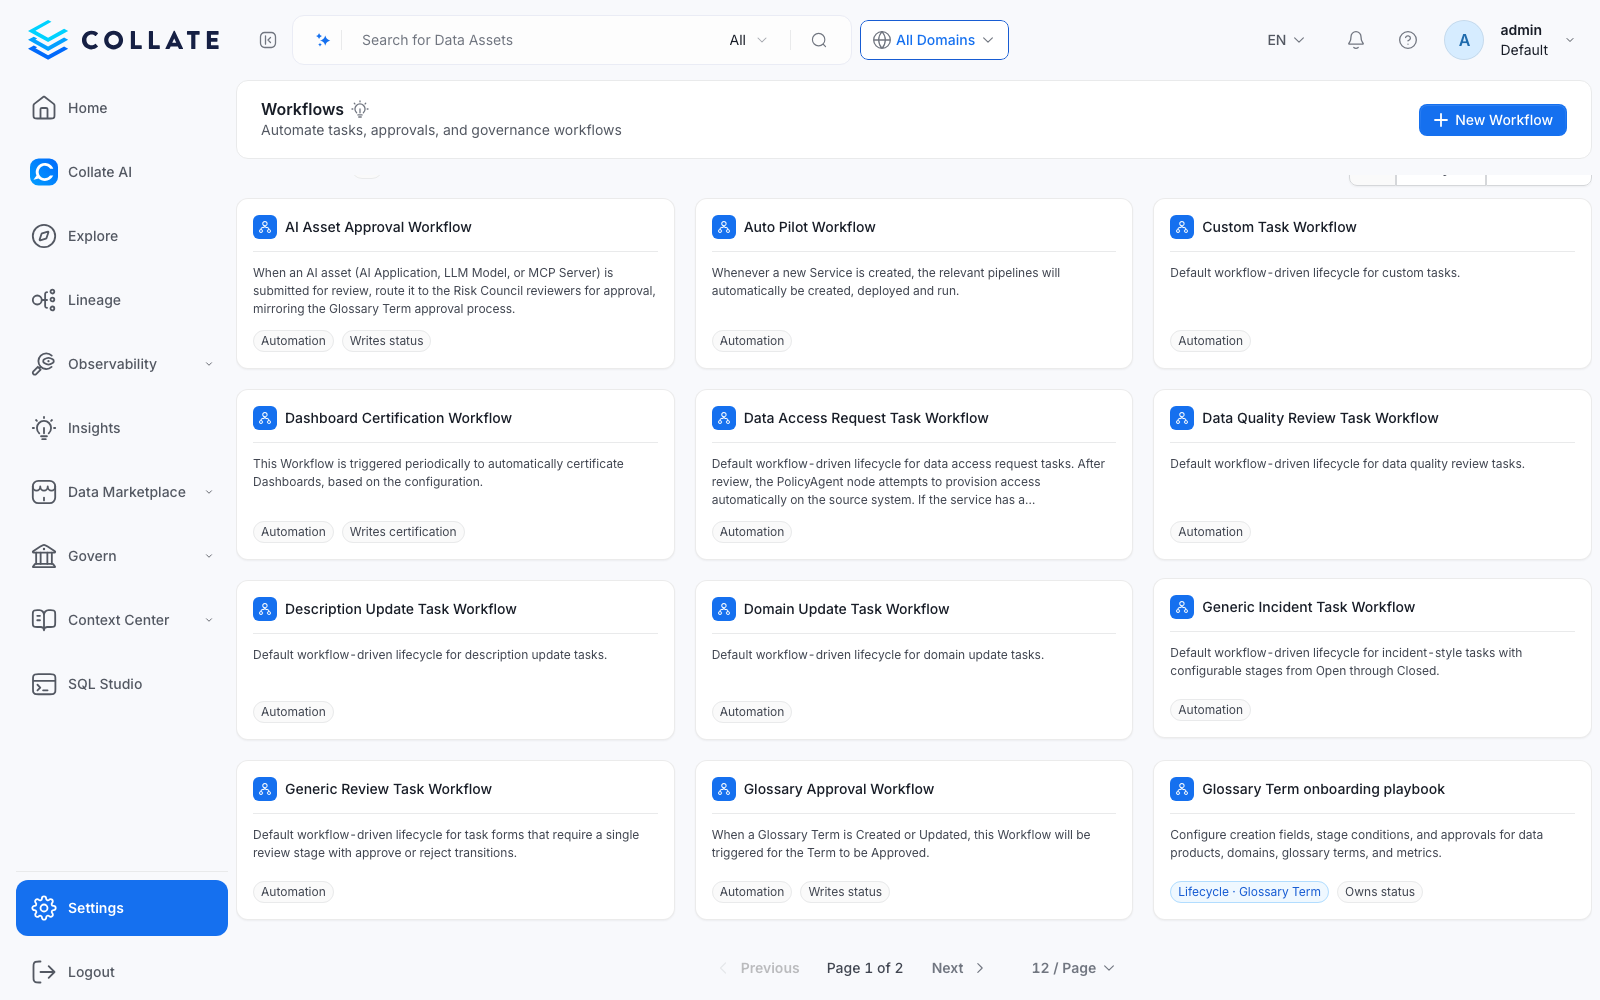 COLLATE
Search for Data Assets
All
All Domains
EN
A
admin
Default
Home
Collate AI
Explore
Lineage
Observability
Insights
Data Marketplace
Govern
Context Center
SQL Studio
Settings
Logout
Workflows
Automate tasks, approvals, and governance workflows
New Workflow
AI Asset Approval Workflow
When an AI asset (AI Application, LLM Model, or MCP Server) is
submitted for review, route it to the Risk Council reviewers for approval,
mirroring the Glossary Term approval process.
Automation
Writes status
Auto Pilot Workflow
Whenever a new Service is created, the relevant pipelines will
automatically be created, deployed and run.
Automation
Custom Task Workflow
Default workflow-driven lifecycle for custom tasks.
Automation
Dashboard Certification Workflow
This Workflow is triggered periodically to automatically certificate
Dashboards, based on the configuration.
Automation
Writes certification
Data Access Request Task Workflow
Default workflow-driven lifecycle for data access request tasks. After
review, the PolicyAgent node attempts to provision access
automatically on the source system. If the service has a...
Automation
Data Quality Review Task Workflow
Default workflow-driven lifecycle for data quality review tasks.
Automation
Description Update Task Workflow
Default workflow-driven lifecycle for description update tasks.
Automation
Domain Update Task Workflow
Default workflow-driven lifecycle for domain update tasks.
Automation
Generic Incident Task Workflow
Default workflow-driven lifecycle for incident-style tasks with
configurable stages from Open through Closed.
Automation
Generic Review Task Workflow
Default workflow-driven lifecycle for task forms that require a single
review stage with approve or reject transitions.
Automation
Glossary Approval Workflow
When a Glossary Term is Created or Updated, this Workflow will be
triggered for the Term to be Approved.
Automation
Writes status
Glossary Term onboarding playbook
Configure creation fields, stage conditions, and approvals for data
products, domains, glossary terms, and metrics.
Lifecycle · Glossary Term
Owns status
Previous
Page 1 of 2
Next
12 / Page